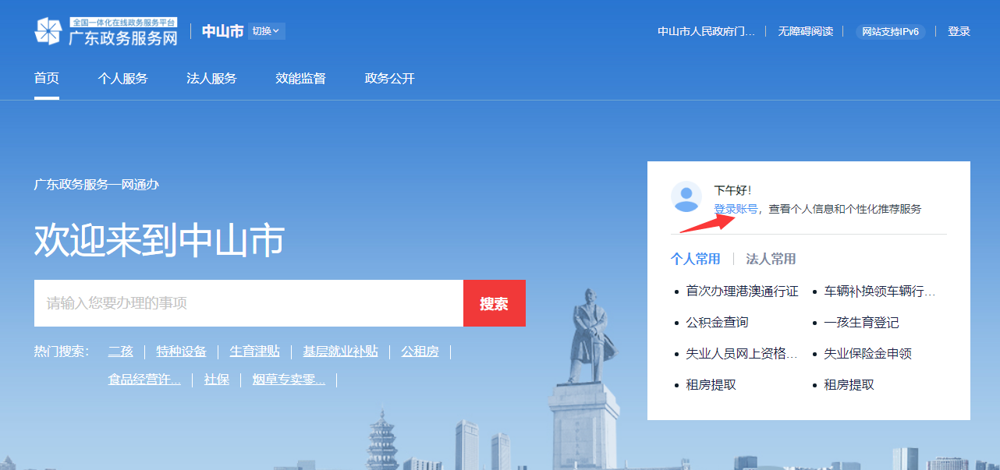 全国一体化在线政务服务平台
广东政务服务网
中山市 切换
中山市人民政府门… 无障碍阅读 网站支持IPv6 登录
首页 个人服务 法人服务 效能监督 政务公开
广东政务服务一网通办
欢迎来到中山市
请输入您要办理的事项 搜索
热门搜索： 二孩 特种设备 生育津贴 基层就业补贴 公租房
食品经营许... 社保 烟草专卖零...
下午好！
登录账号，查看个人信息和个性化推荐服务
个人常用 法人常用
首次办理港澳通行证 车辆补换领车辆行…
公积金查询 一孩生育登记
失业人员网上资格… 失业保险金申领
租房提取 租房提取